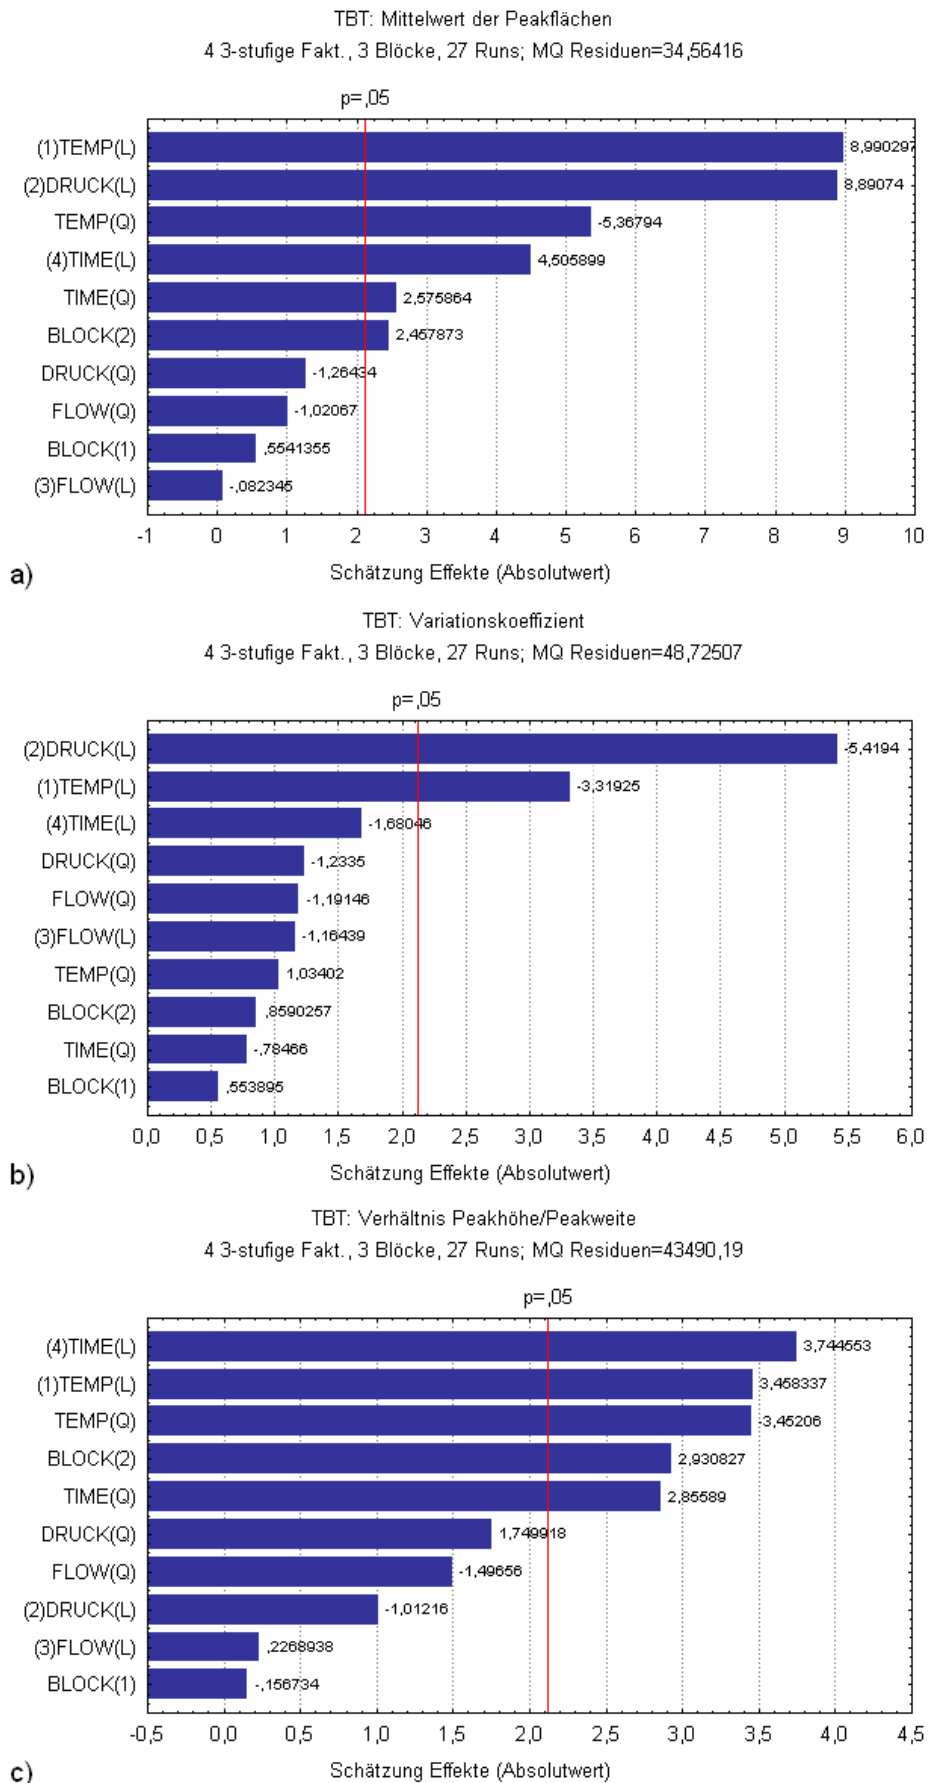 TBT: Mittelwert der Peakflächen
4 3-stufige Fakt., 3 Blöcke, 27 Runs; MQ Residuen=34,56416
p=,05
(1)TEMP(L) 8,990297
(2)DRUCK(L) 8,89074
TEMP(Q) -5,36794
(4)TIME(L) 4,505899
TIME(Q) 2,575864
BLOCK(2) 2,457873
DRUCK(Q) -1,26434
FLOW(Q) -1,02067
BLOCK(1) ,5541355
(3)FLOW(L) -,082345
-1 0 1 2 3 4 5 6 7 8 9 10
a) Schätzung Effekte (Absolutwert)
TBT: Variationskoeffizient
4 3-stufige Fakt., 3 Blöcke, 27 Runs; MQ Residuen=48,72507
p=,05
(2)DRUCK(L) -5,4194
(1)TEMP(L) -3,31925
(4)TIME(L) -1,68046
DRUCK(Q) -1,2335
FLOW(Q) -1,19146
(3)FLOW(L) -1,16439
TEMP(Q) 1,03402
BLOCK(2) ,8590257
TIME(Q) -,78466
BLOCK(1) ,553895
0,0 0,5 1,0 1,5 2,0 2,5 3,0 3,5 4,0 4,5 5,0 5,5 6,0
b) Schätzung Effekte (Absolutwert)
TBT: Verhältnis Peakhöhe/Peakweite
4 3-stufige Fakt., 3 Blöcke, 27 Runs; MQ Residuen=43490,19
p=,05
(4)TIME(L) 3,744553
(1)TEMP(L) 3,458337
TEMP(Q) -3,45206
BLOCK(2) 2,930827
TIME(Q) 2,85589
DRUCK(Q) 1,749918
FLOW(Q) -1,49656
(2)DRUCK(L) -1,01216
(3)FLOW(L) ,2268938
BLOCK(1) -,156734
-0,5 0,0 0,5 1,0 1,5 2,0 2,5 3,0 3,5 4,0 4,5
c) Schätzung Effekte (Absolutwert)